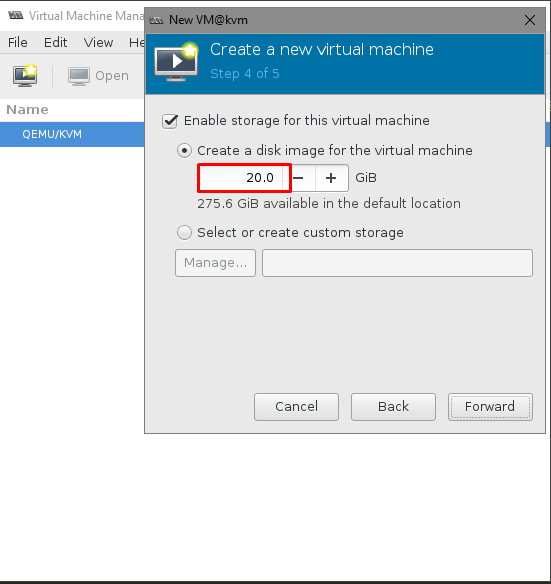 Virtual Machine Mana
New VM@kvm
File Edit View He
Create a new virtual machine
Step 4 of 5
Open
Name
QEMU/KVM
Enable storage for this virtual machine
Create a disk image for the virtual machine
20.0 − + GiB
275.6 GiB available in the default location
Select or create custom storage
Manage...
Cancel Back Forward